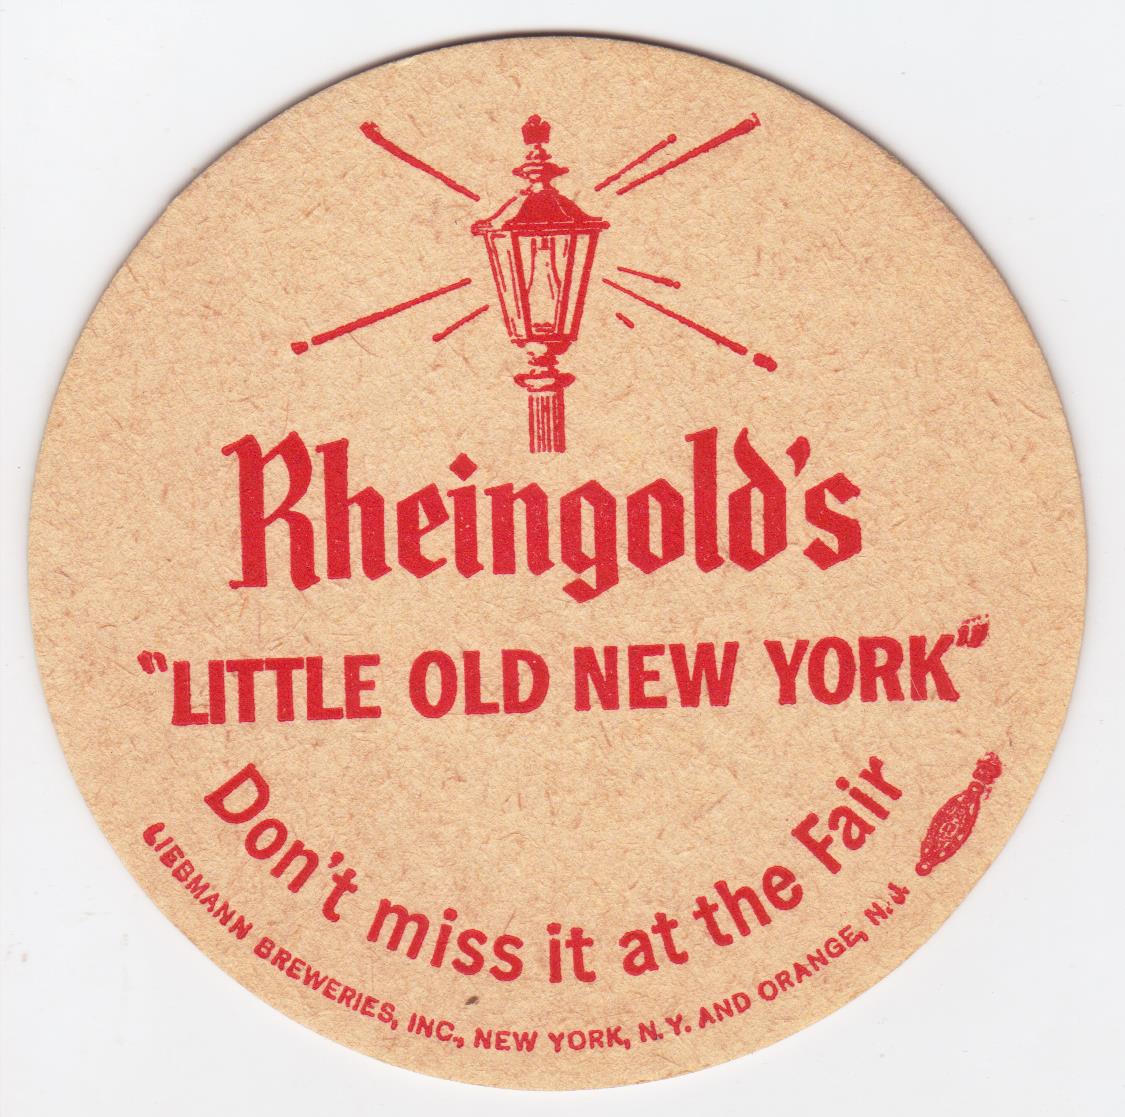 Rheingold's
"LITTLE OLD NEW YORK"
Don't miss it at the Fair
LIEBMANN BREWERIES, INC., NEW YORK, N.Y. AND ORANGE, N.J.